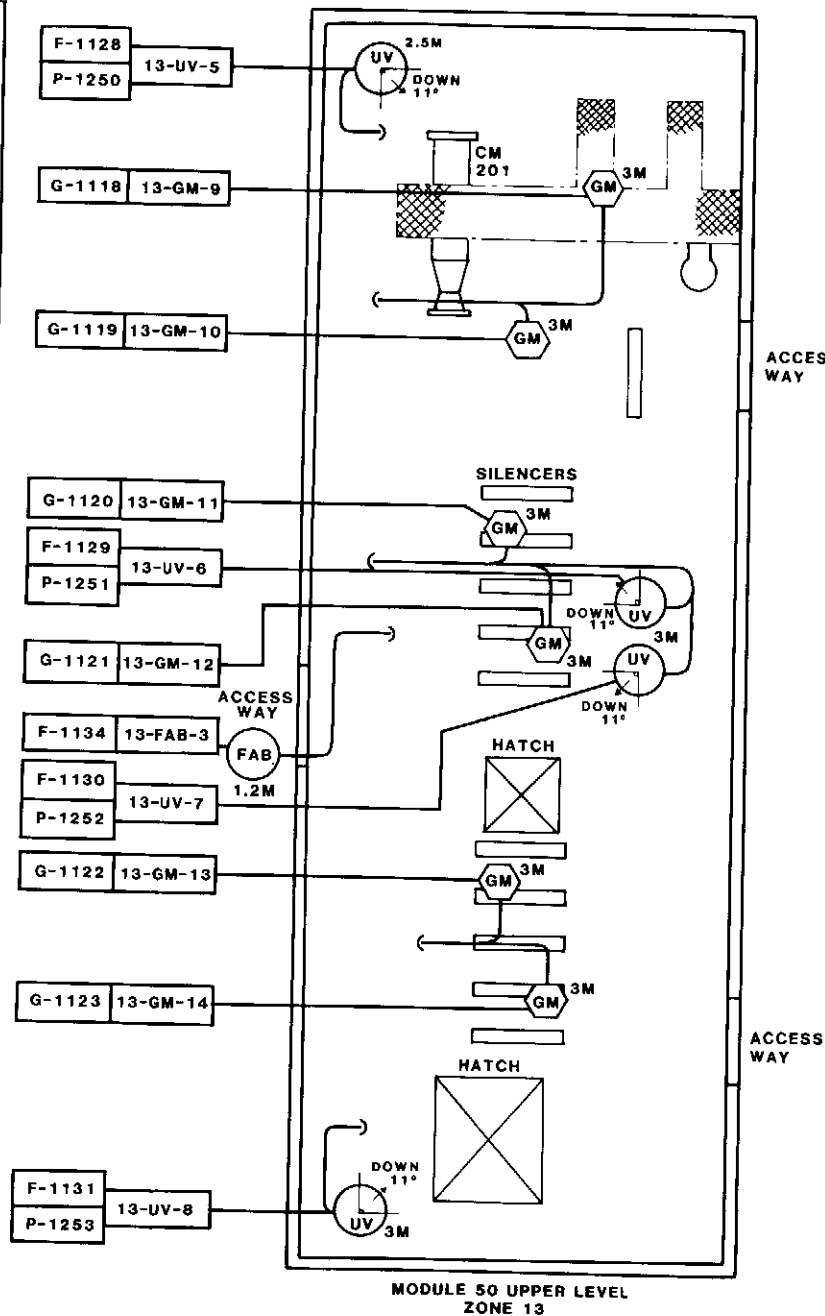 F-1128
P-1250
13-UV-5
UV
2.5M
DOWN
11°
CM
201
G-1118
13-GM-9
GM
3M
G-1119
13-GM-10
GM
3M
ACCES
WAY
SILENCERS
G-1120
13-GM-11
GM
3M
F-1129
P-1251
13-UV-6
DOWN
11°
UV
3M
G-1121
13-GM-12
GM
3M
UV
DOWN
11°
ACCESS
WAY
F-1134
13-FAB-3
FAB
1.2M
HATCH
F-1130
P-1252
13-UV-7
G-1122
13-GM-13
GM
3M
G-1123
13-GM-14
GM
3M
ACCESS
WAY
HATCH
F-1131
P-1253
13-UV-8
DOWN
11°
UV
3M
MODULE 50 UPPER LEVEL
ZONE 13